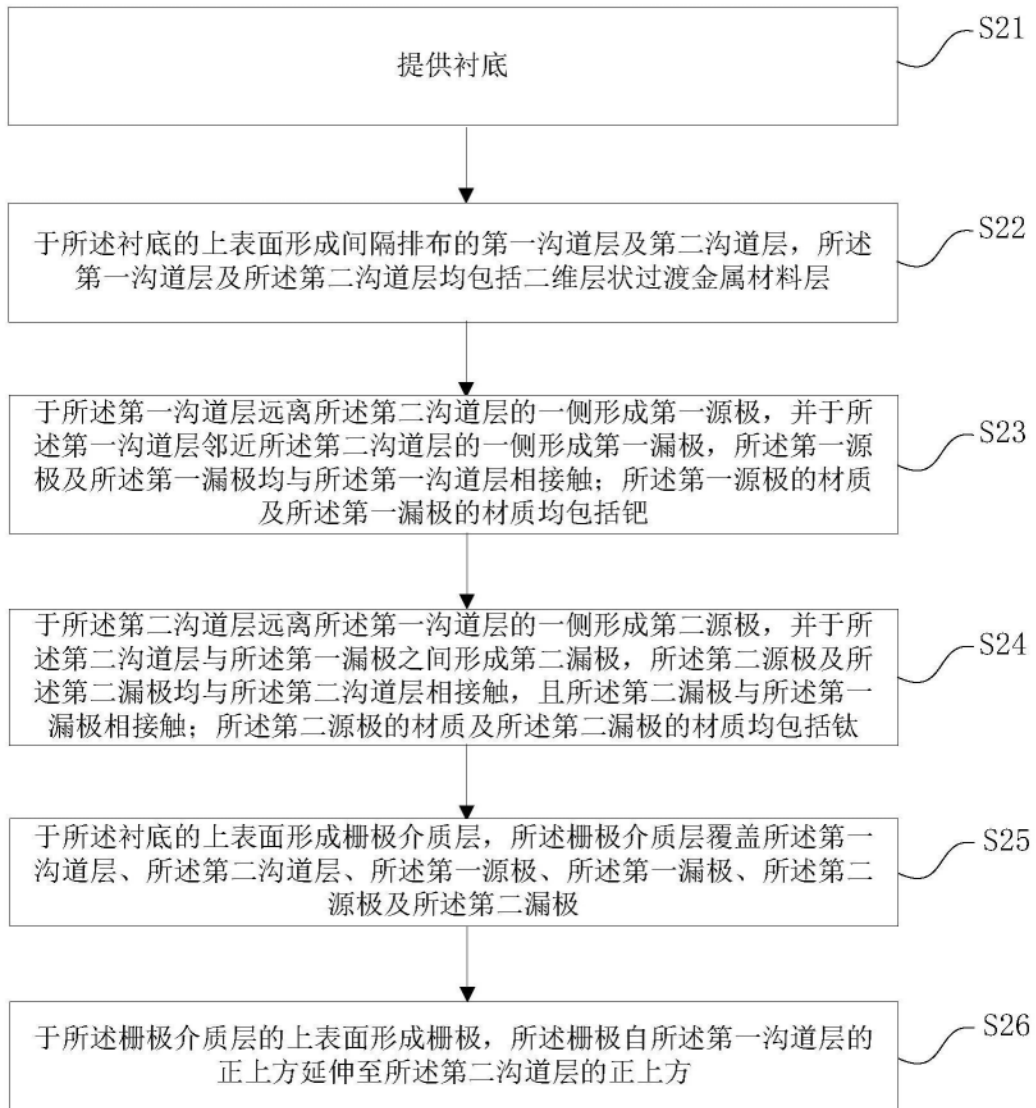 提供衬底
S21
于所述衬底的上表面形成间隔排布的第一沟道层及第二沟道层，所述
第一沟道层及所述第二沟道层均包括二维层状过渡金属材料层
S22
于所述第一沟道层远离所述第二沟道层的一侧形成第一源极，并于所
述第一沟道层邻近所述第二沟道层的一侧形成第一漏极，所述第一源
极及所述第一漏极均与所述第一沟道层相接触；所述第一源极的材质
及所述第一漏极的材质均包括钯
S23
于所述第二沟道层远离所述第一沟道层的一侧形成第二源极，并于所
述第二沟道层与所述第一漏极之间形成第二漏极，所述第二源极及所
述第二漏极均与所述第二沟道层相接触，且所述第二漏极与所述第一
漏极相接触；所述第二源极的材质及所述第二漏极的材质均包括钛
S24
于所述衬底的上表面形成栅极介质层，所述栅极介质层覆盖所述第一
沟道层、所述第二沟道层、所述第一源极、所述第一漏极、所述第二
源极及所述第二漏极
S25
于所述栅极介质层的上表面形成栅极，所述栅极自所述第一沟道层的
正上方延伸至所述第二沟道层的正上方
S26